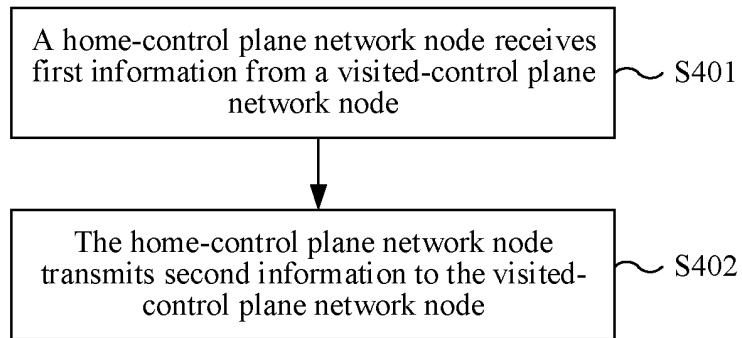 A home-control plane network node receives
first information from a visited-control plane
network node
S401
The home-control plane network node
transmits second information to the visited-
control plane network node
S402